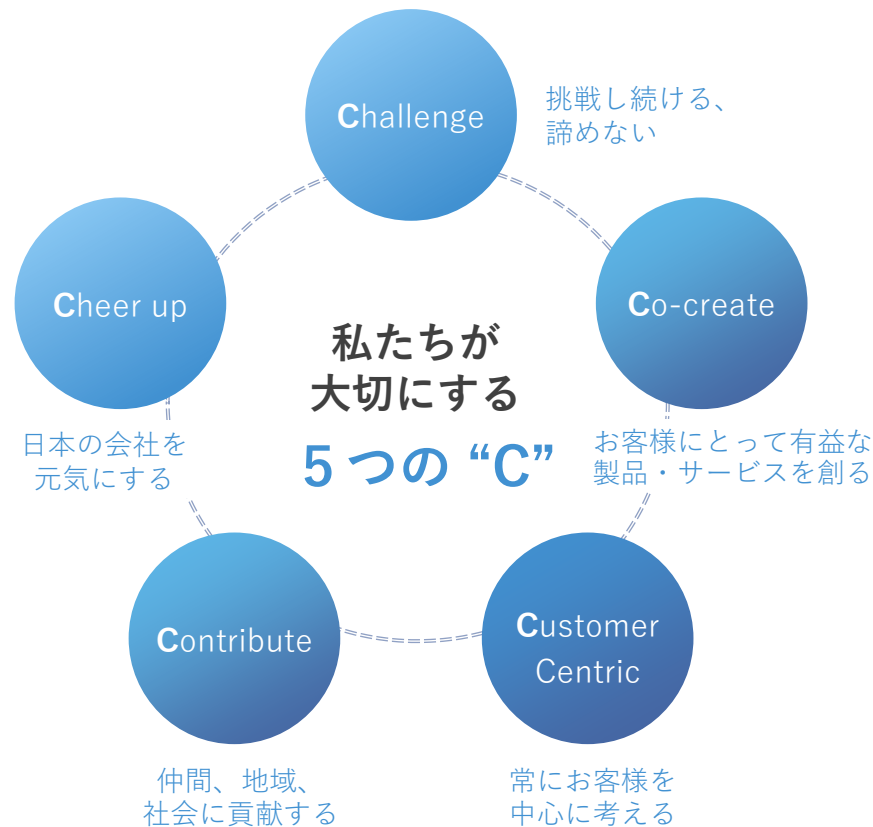 Challenge
挑戦し続ける、
諦めない
Cheer up
日本の会社を
元気にする
私たちが
大切にする
5つの “C”
Co-create
お客様にとって有益な
製品・サービスを創る
Contribute
仲間、地域、
社会に貢献する
Customer
Centric
常にお客様を
中心に考える